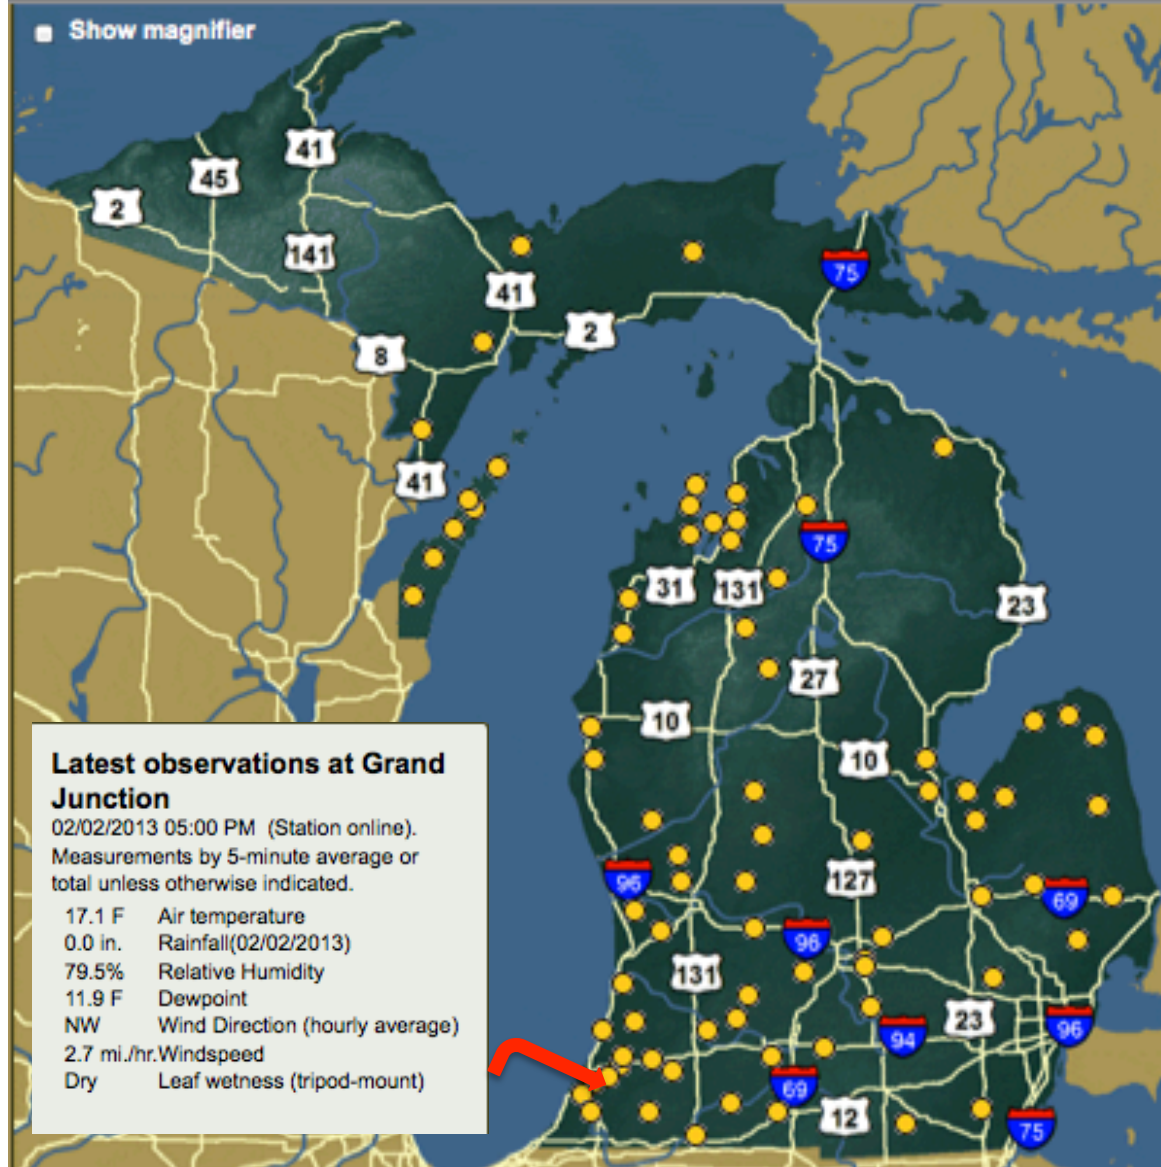 Show magnifier
41
45
2
141
75
41
2
8
41
75
31
131
23
27
10
10
96
127
69
96
131
23
96
94
69
12
75
Latest observations at Grand
Junction
02/02/2013 05:00 PM (Station online).
Measurements by 5-minute average or
total unless otherwise indicated.
17.1 F Air temperature
0.0 in. Rainfall(02/02/2013)
79.5% Relative Humidity
11.9 F Dewpoint
NW Wind Direction (hourly average)
2.7 mi./hr. Windspeed
Dry Leaf wetness (tripod-mount)